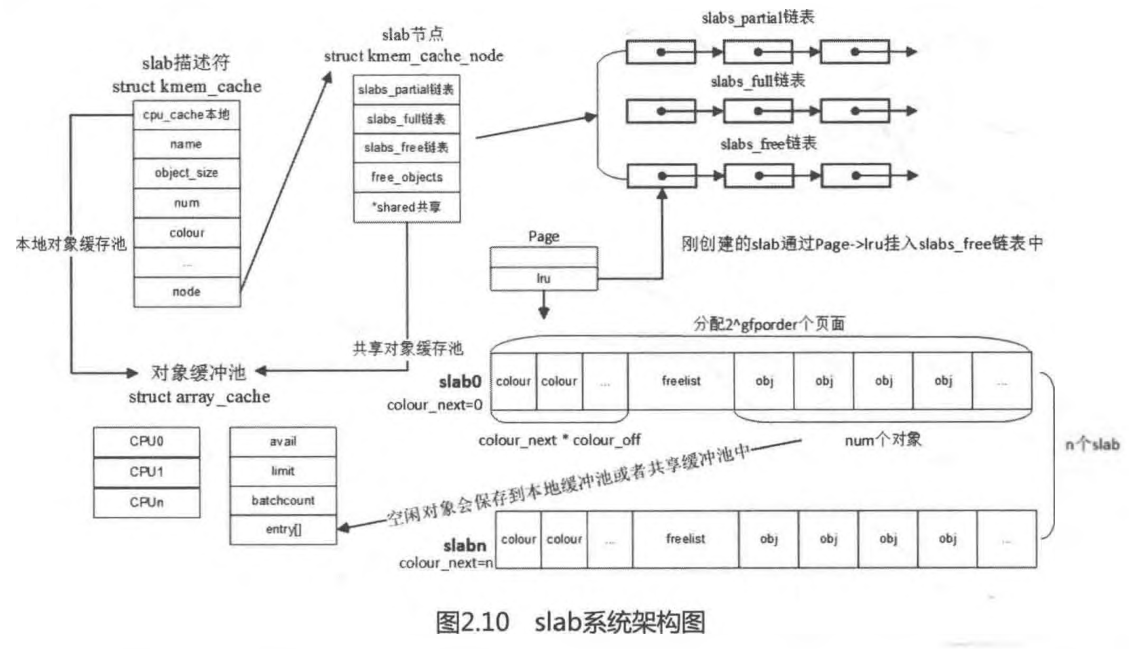 slab描述符
struct kmem_cache
cpu_cache本地
name
object_size
num
colour
...
node
本地对象缓存池
slab节点
struct kmem_cache_node
slabs_partial链表
slabs_full链表
slabs_free链表
free_objects
*shared共享
共享对象缓存池
slabs_partial链表
slabs_full链表
slabs_free链表
Page
lru
刚创建的slab通过Page->lru挂入slabs_free链表中
对象缓冲池
struct array_cache
CPU0
CPU1
CPUn
avail
limit
batchcount
entry[]
分配2^gfporder个页面
slab0
colour_next=0
colour colour ... freelist obj obj obj obj ...
colour_next * colour_off
num个对象
n个slab
空闲对象会保存到本地缓冲池或者共享缓冲池中
slabn
colour_next=n
colour colour ... freelist obj obj obj obj ...
图2.10 slab系统架构图